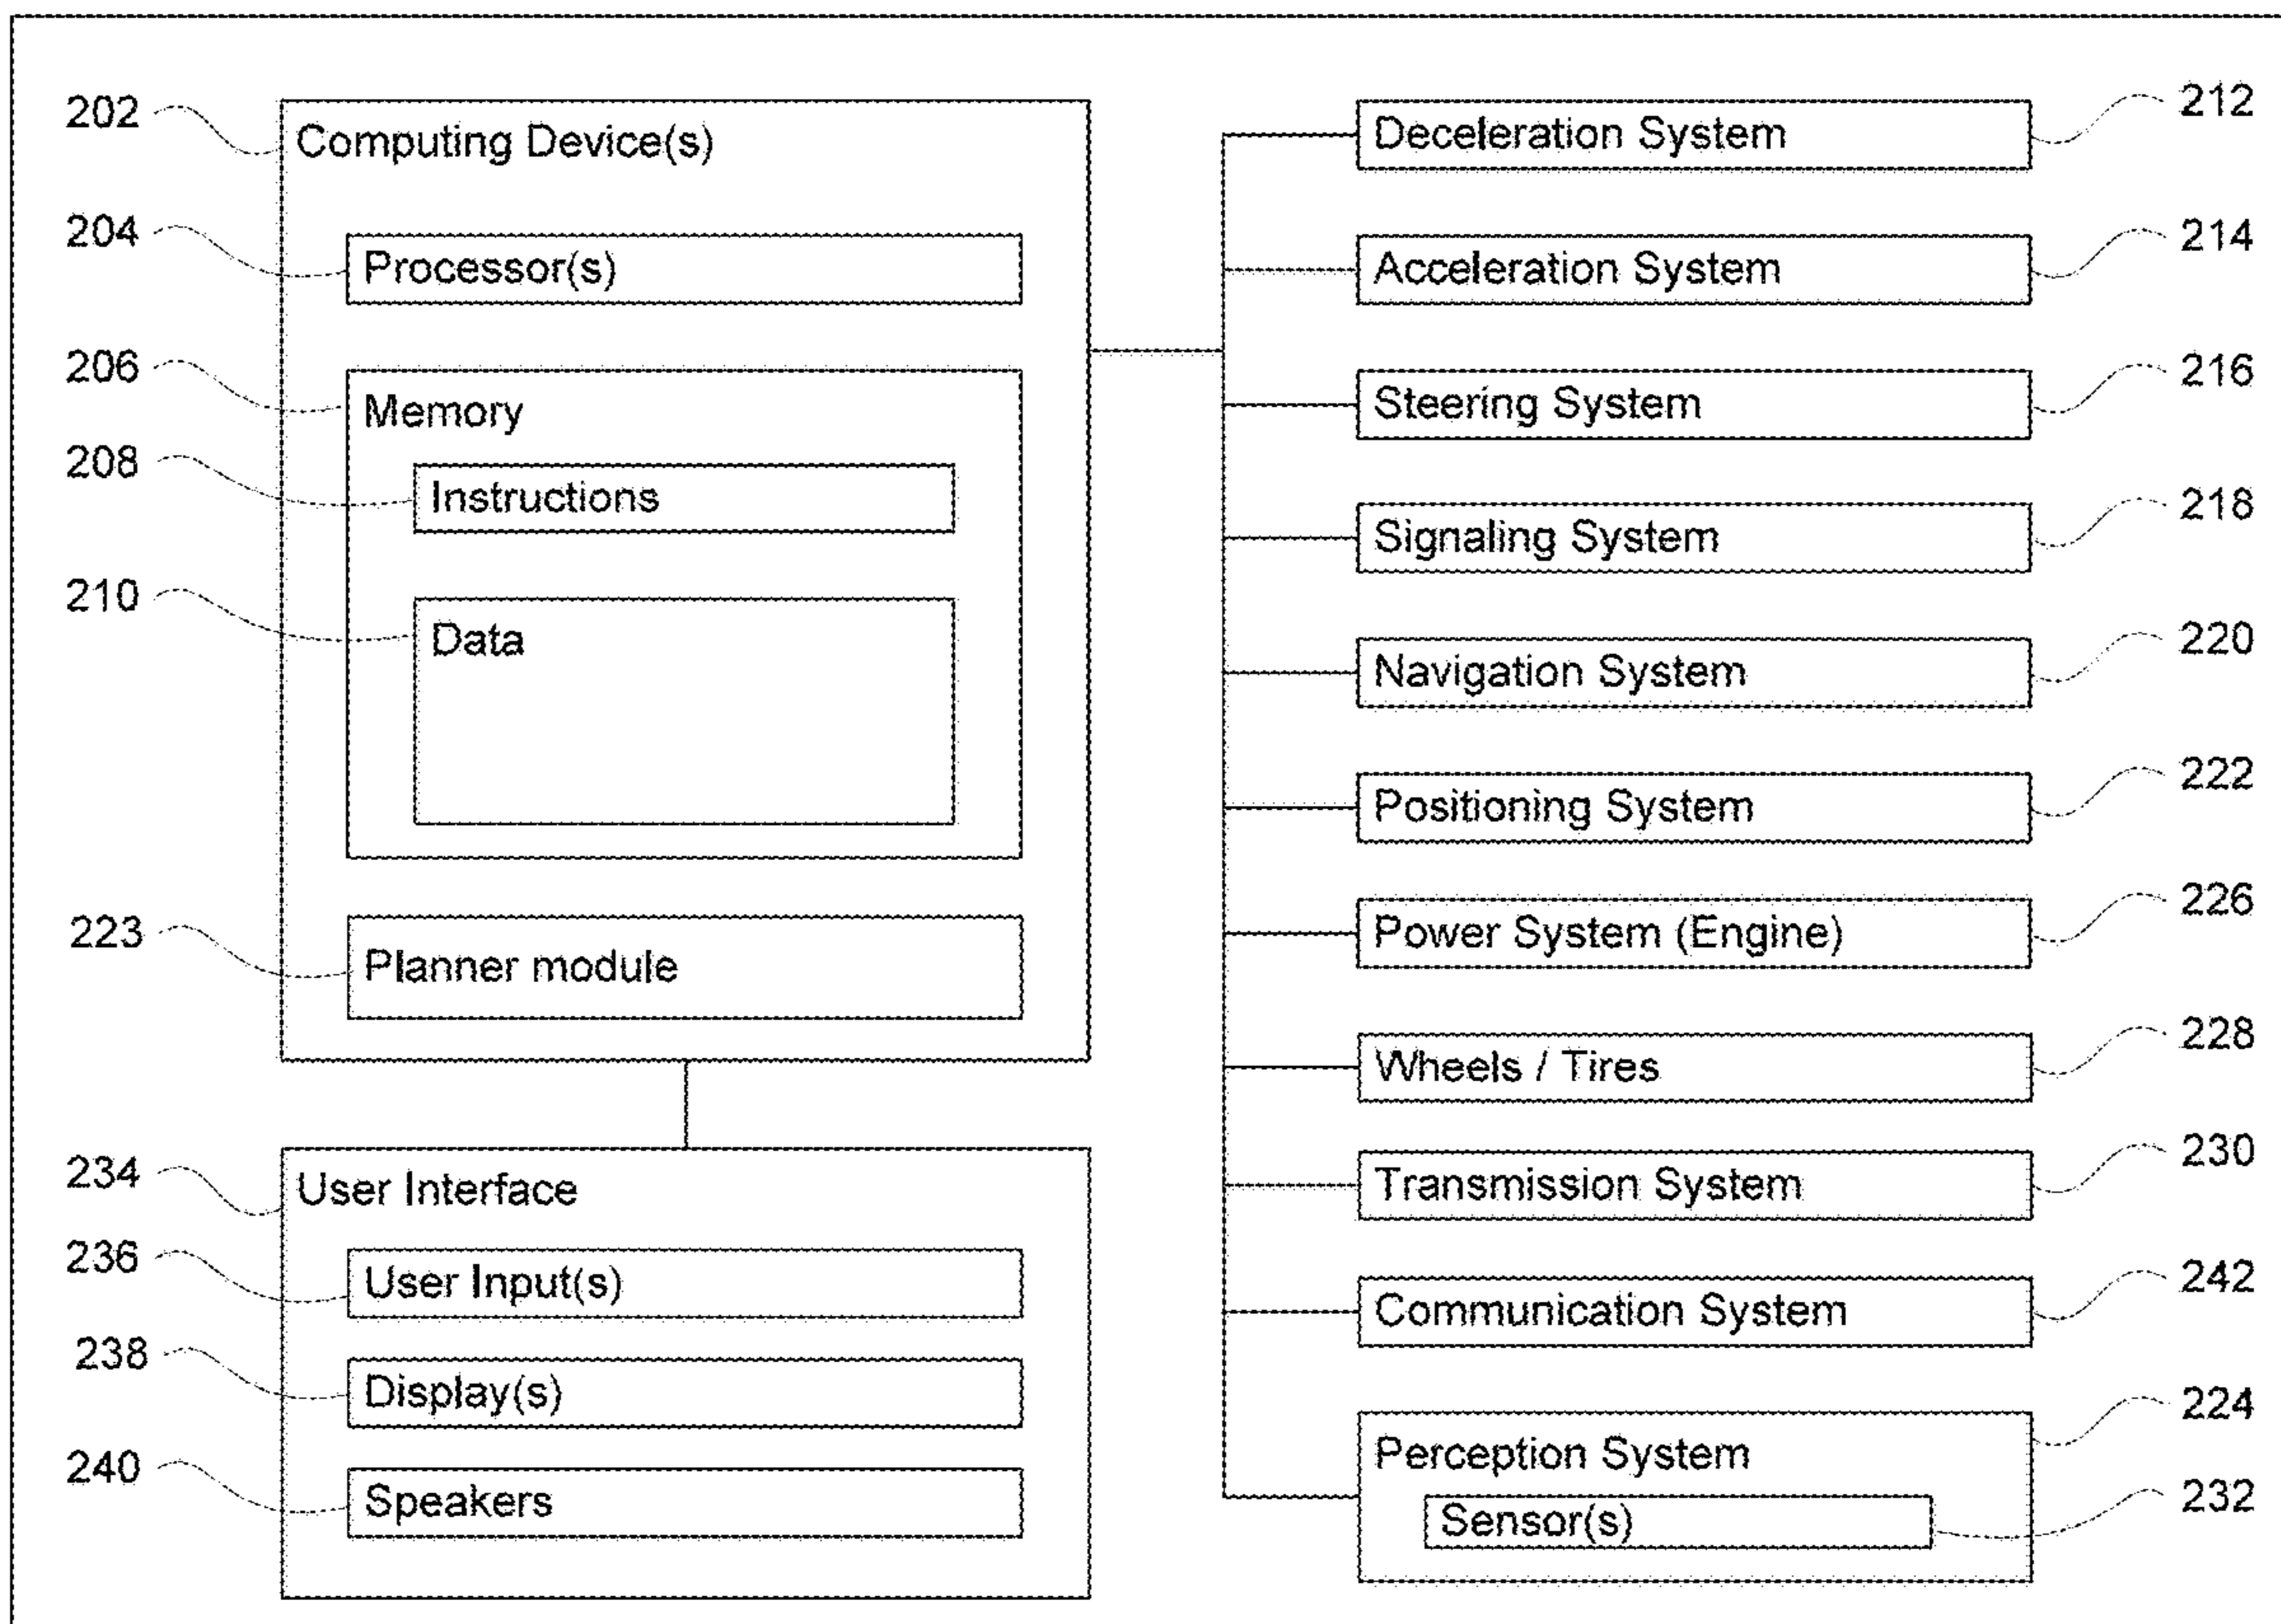 202
Computing Device(s)
204
Processor(s)
206
Memory
208
Instructions
210
Data
223
Planner module
234
User Interface
236
User Input(s)
238
Display(s)
240
Speakers
Deceleration System
212
Acceleration System
214
Steering System
216
Signaling System
218
Navigation System
220
Positioning System
222
Power System (Engine)
226
Wheels / Tires
228
Transmission System
230
Communication System
242
Perception System
224
Sensor(s)
232